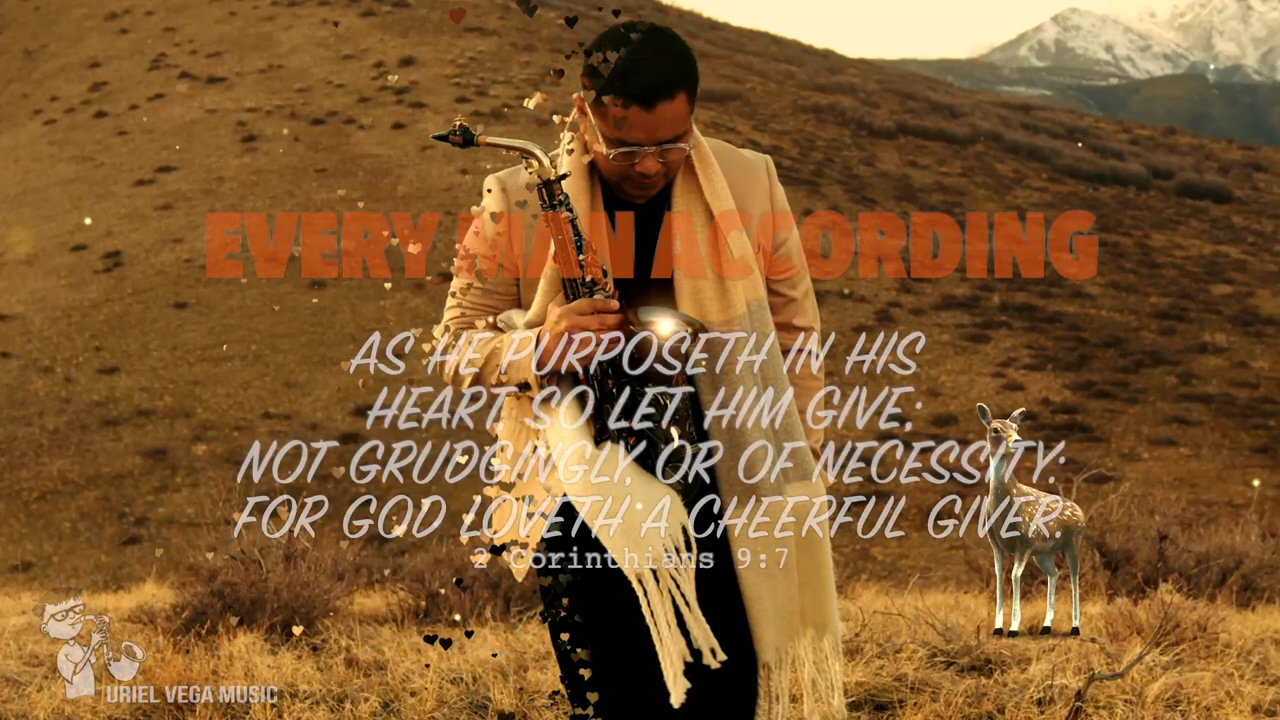 EVERY MAN ACCORDING
AS HE PURPOSETH IN HIS
HEART, SO LET HIM GIVE;
NOT GRUDGINGLY, OR OF NECESSITY:
FOR GOD LOVETH A CHEERFUL GIVER.
2 Corinthians 9:7
URIEL VEGA MUSIC